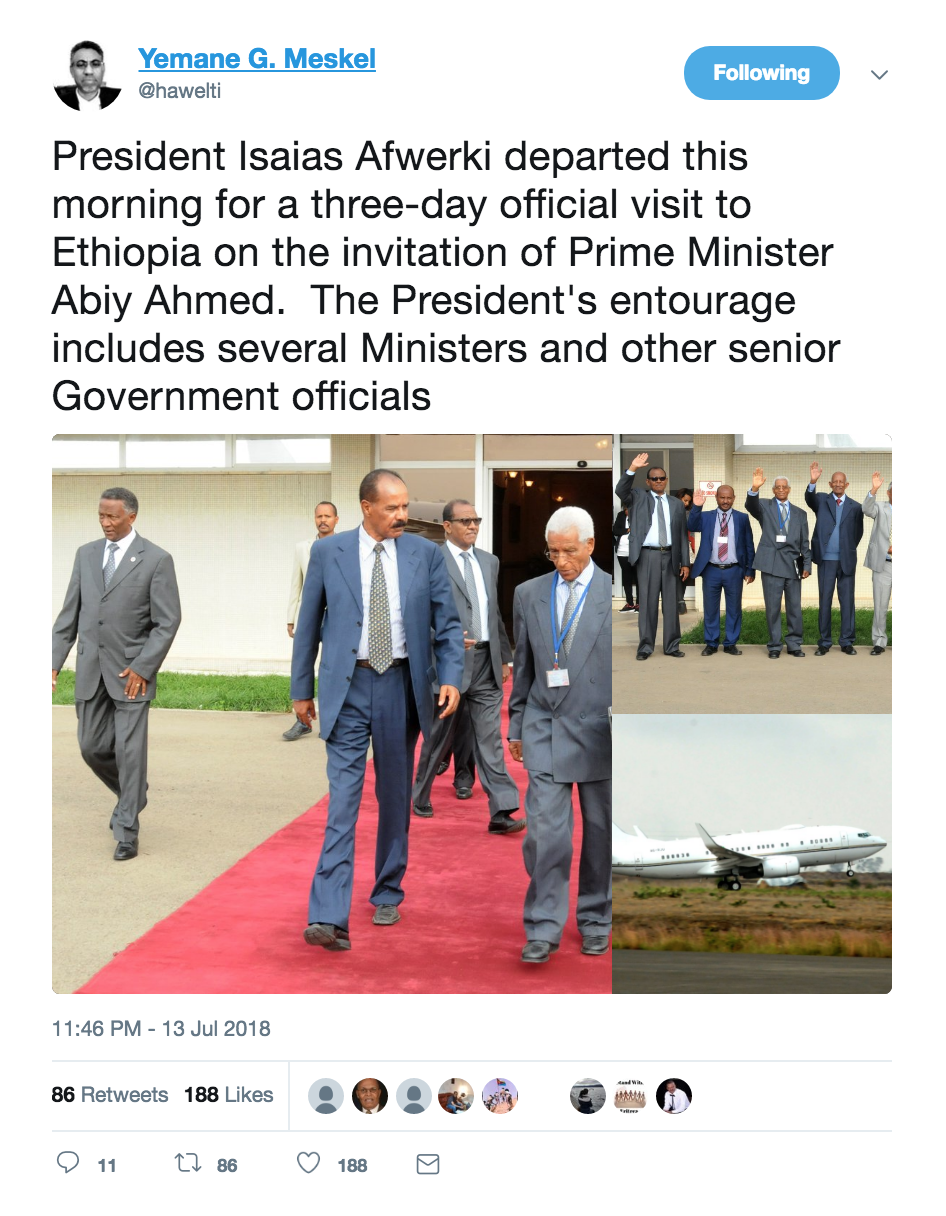 Yemane G. Meskel
@hawelti
Following
President Isaias Afwerki departed this
morning for a three-day official visit to
Ethiopia on the invitation of Prime Minister
Abiy Ahmed.  The President's entourage
includes several Ministers and other senior
Government officials
11:46 PM - 13 Jul 2018
86 Retweets 188 Likes
11 86 188